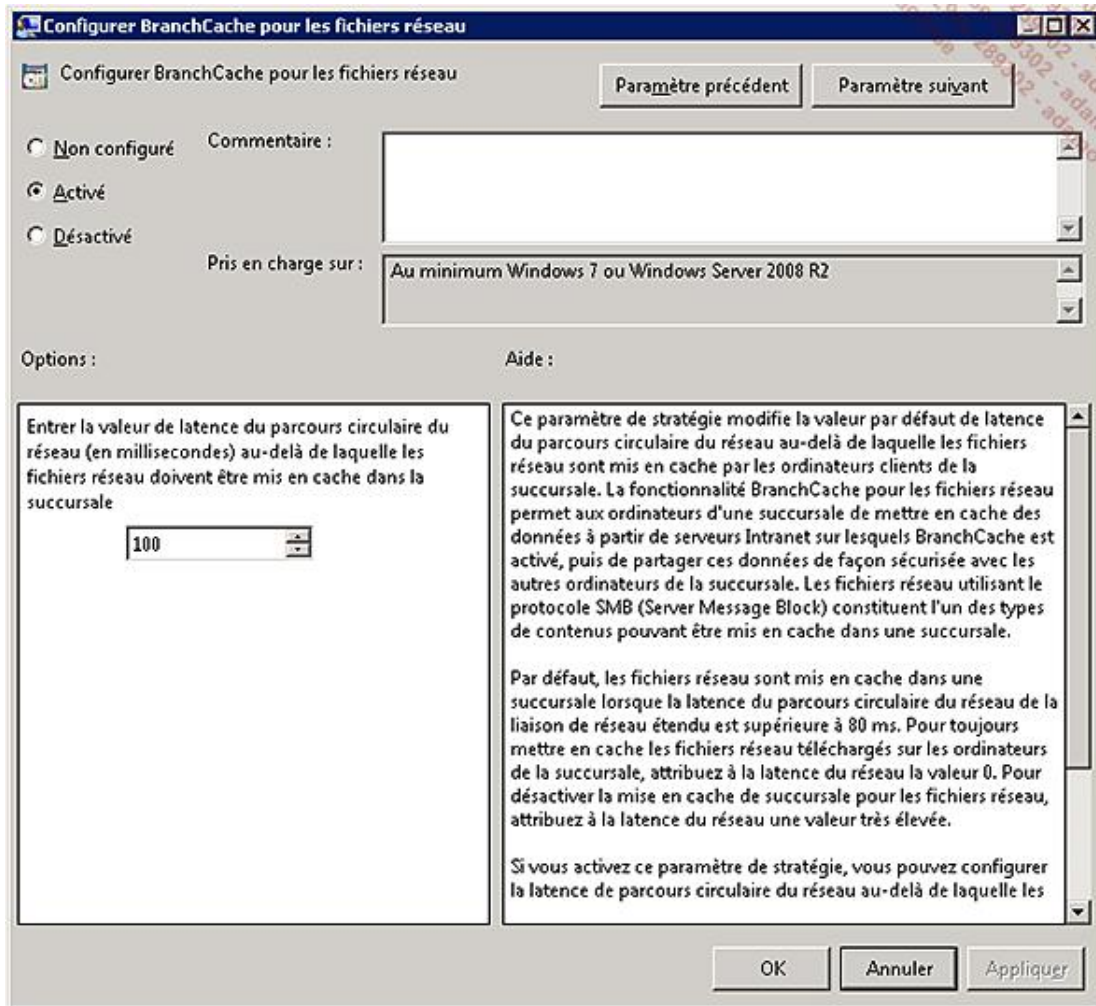 Configurer BranchCache pour les fichiers réseau
Configurer BranchCache pour les fichiers réseau
Paramètre précédent
Paramètre suivant
Non configuré
Activé
Désactivé
Commentaire :
Pris en charge sur :
Au minimum Windows 7 ou Windows Server 2008 R2
Options :
Aide :
Entrer la valeur de latence du parcours circulaire du
réseau (en millisecondes) au-delà de laquelle les
fichiers réseau doivent être mis en cache dans la
succursale
100
Ce paramètre de stratégie modifie la valeur par défaut de latence
du parcours circulaire du réseau au-delà de laquelle les fichiers
réseau sont mis en cache par les ordinateurs clients de la
succursale. La fonctionnalité BranchCache pour les fichiers réseau
permet aux ordinateurs d'une succursale de mettre en cache des
données à partir de serveurs Intranet sur lesquels BranchCache est
activé, puis de partager ces données de façon sécurisée avec les
autres ordinateurs de la succursale. Les fichiers réseau utilisant le
protocole SMB (Server Message Block) constituent l'un des types
de contenus pouvant être mis en cache dans une succursale.
Par défaut, les fichiers réseau sont mis en cache dans une
succursale lorsque la latence du parcours circulaire du réseau de la
liaison de réseau étendu est supérieure à 80 ms. Pour toujours
mettre en cache les fichiers réseau téléchargés sur les ordinateurs
de la succursale, attribuez à la latence du réseau la valeur 0. Pour
désactiver la mise en cache de succursale pour les fichiers réseau,
attribuez à la latence du réseau une valeur très élevée.
Si vous activez ce paramètre de stratégie, vous pouvez configurer
la latence de parcours circulaire du réseau au-delà de laquelle les
OK
Annuler
Appliquer